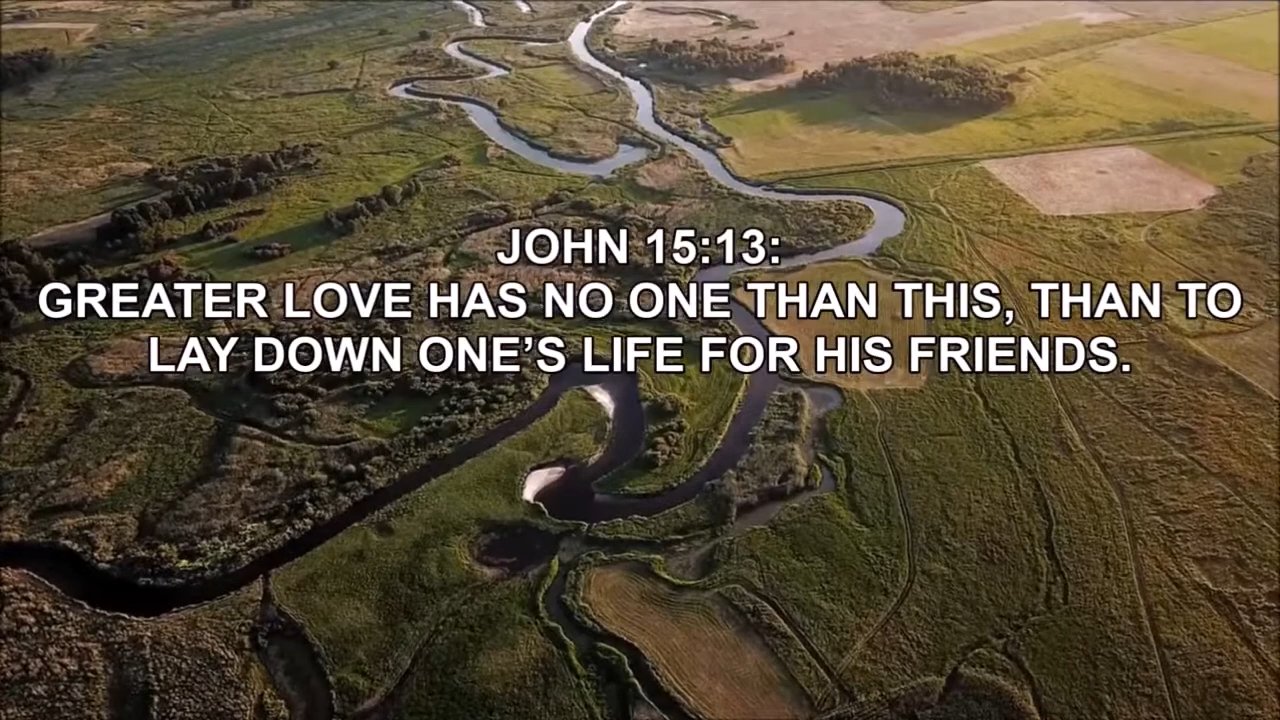 JOHN 15:13:
GREATER LOVE HAS NO ONE THAN THIS, THAN TO
LAY DOWN ONE’S LIFE FOR HIS FRIENDS.